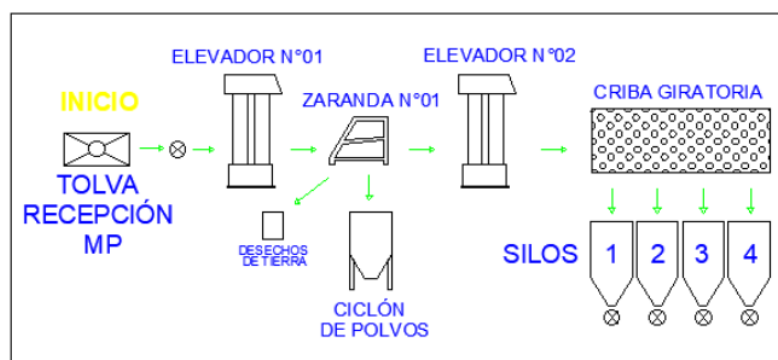 ELEVADOR N°01
ELEVADOR N°02
INICIO
ZARANDA N°01
CRIBA GIRATORIA
TOLVA
RECEPCIÓN
MP
DESECHOS
DE TIERRA
CICLÓN
DE POLVOS
SILOS
1
2
3
4